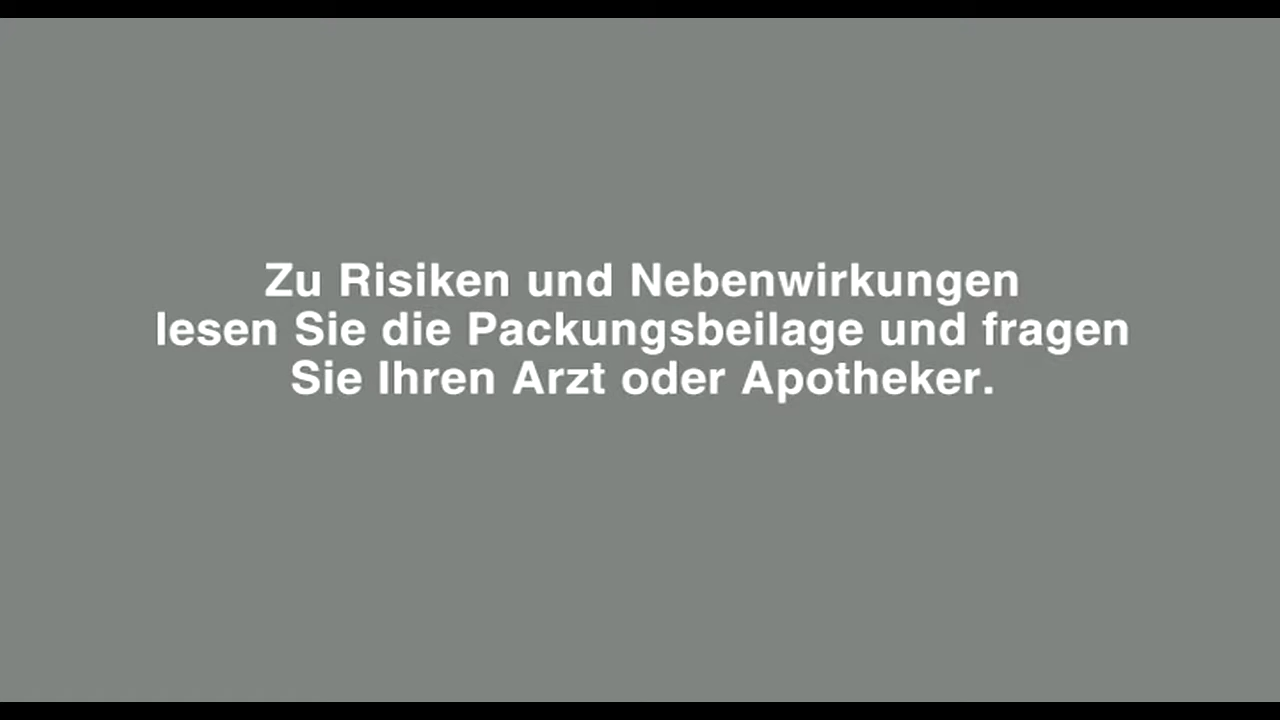 Zu Risiken und Nebenwirkungen
lesen Sie die Packungsbeilage und fragen
Sie Ihren Arzt oder Apotheker.